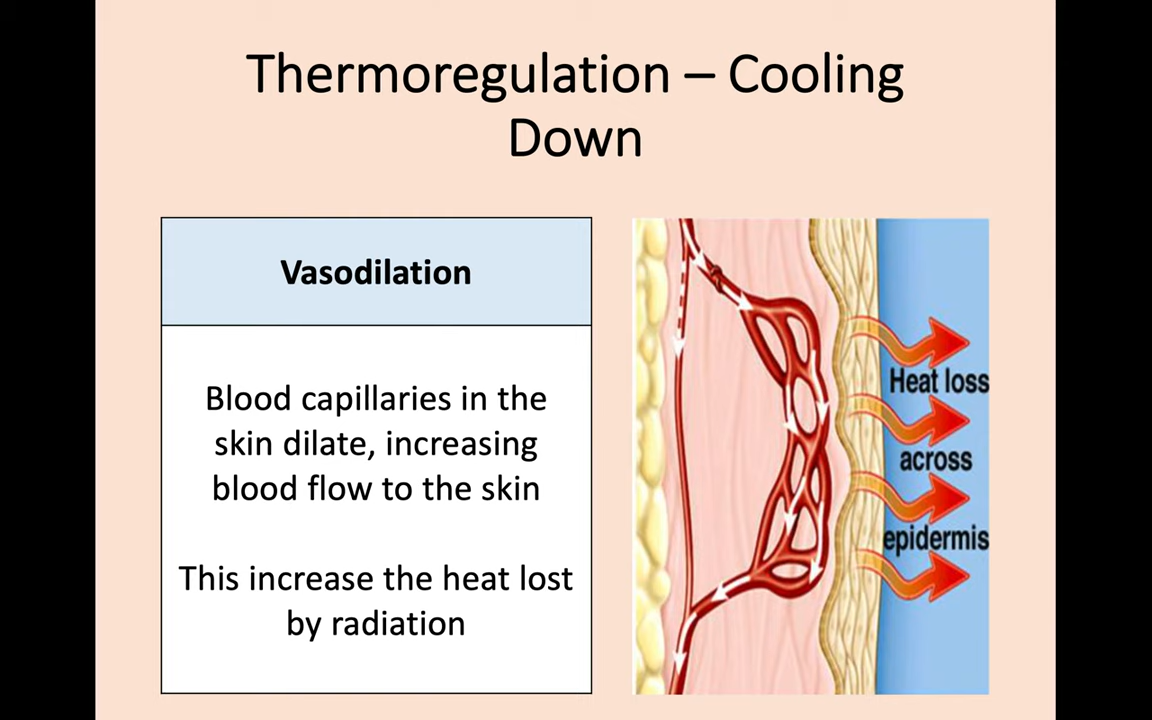 Thermoregulation – Cooling
Down
Vasodilation
Blood capillaries in the
skin dilate, increasing
blood flow to the skin
This increase the heat lost
by radiation
Heat loss
across
epidermis